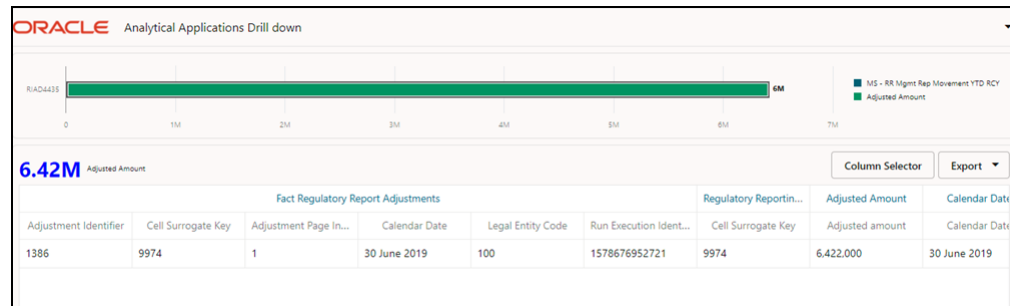 ORACLE Analytical Applications Drill down
RIAD4435 6M MS - RR Mgmt Rep Movement YTD RCY
Adjusted Amount
0 1M 2M 3M 4M 5M 6M 7M
6.42M Adjusted Amount Column Selector Export
Fact Regulatory Report Adjustments Regulatory Reportin... Adjusted Amount Calendar Date
Adjustment Identifier Cell Surrogate Key Adjustment Page In... Calendar Date Legal Entity Code Run Execution Ident... Cell Surrogate Key Adjusted amount Calendar Date
1386 9974 1 30 June 2019 100 1578676952721 9974 6,422,000 30 June 2019